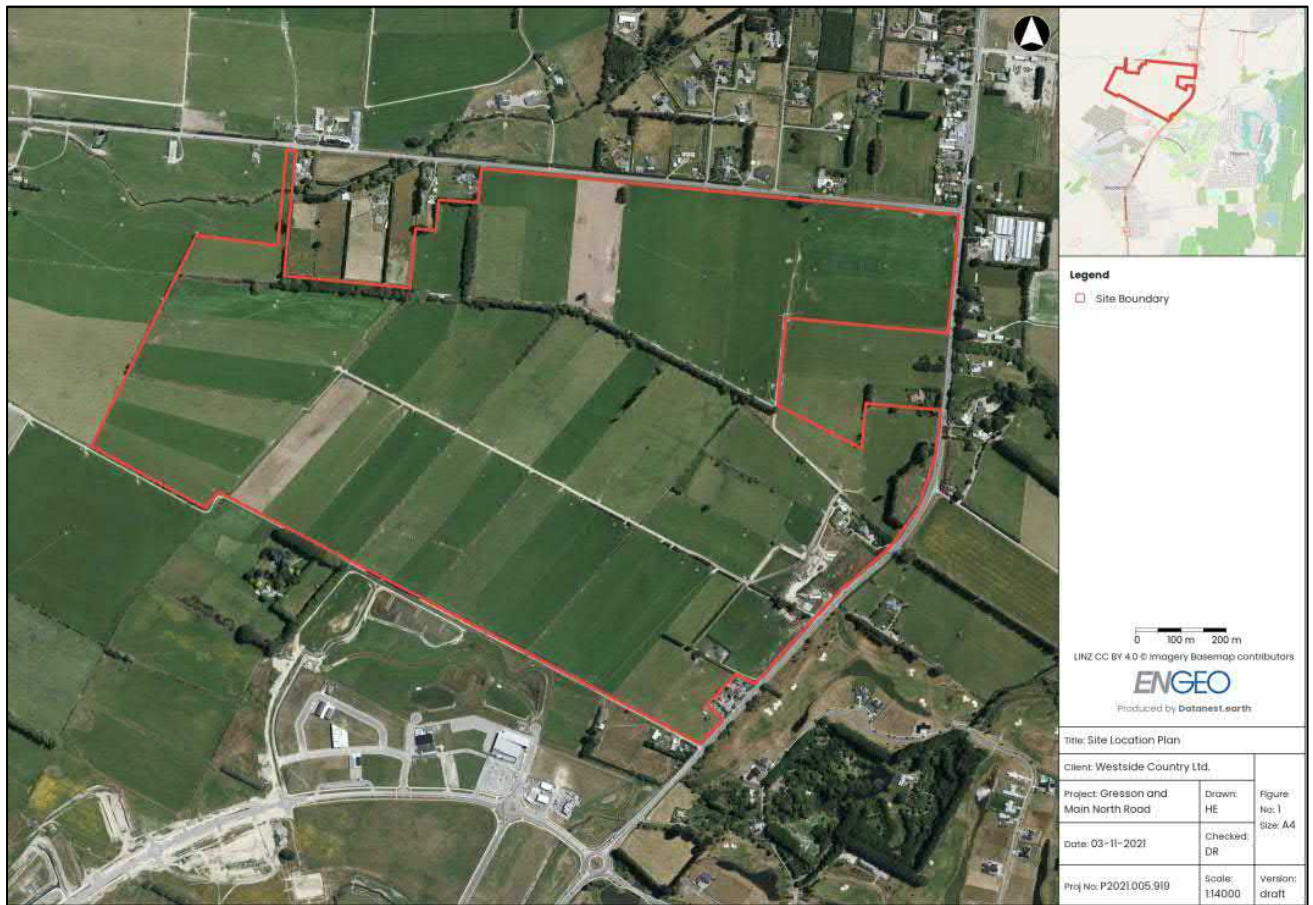 Legend
Site Boundary
0 100 m 200 m
LINZ CC BY 4.0 © Imagery Basemap contributors
ENGEO
Produced by Datanest.earth
Title: Site Location Plan
Client: Westside Country Ltd.
Project: Gresson and
Main North Road
Drawn:
HE
Figure
No: 1
Size: A4
Date: 03-11-2021
Checked:
DR
Proj No: P2021.005.919
Scale:
1:14000
Version:
draft